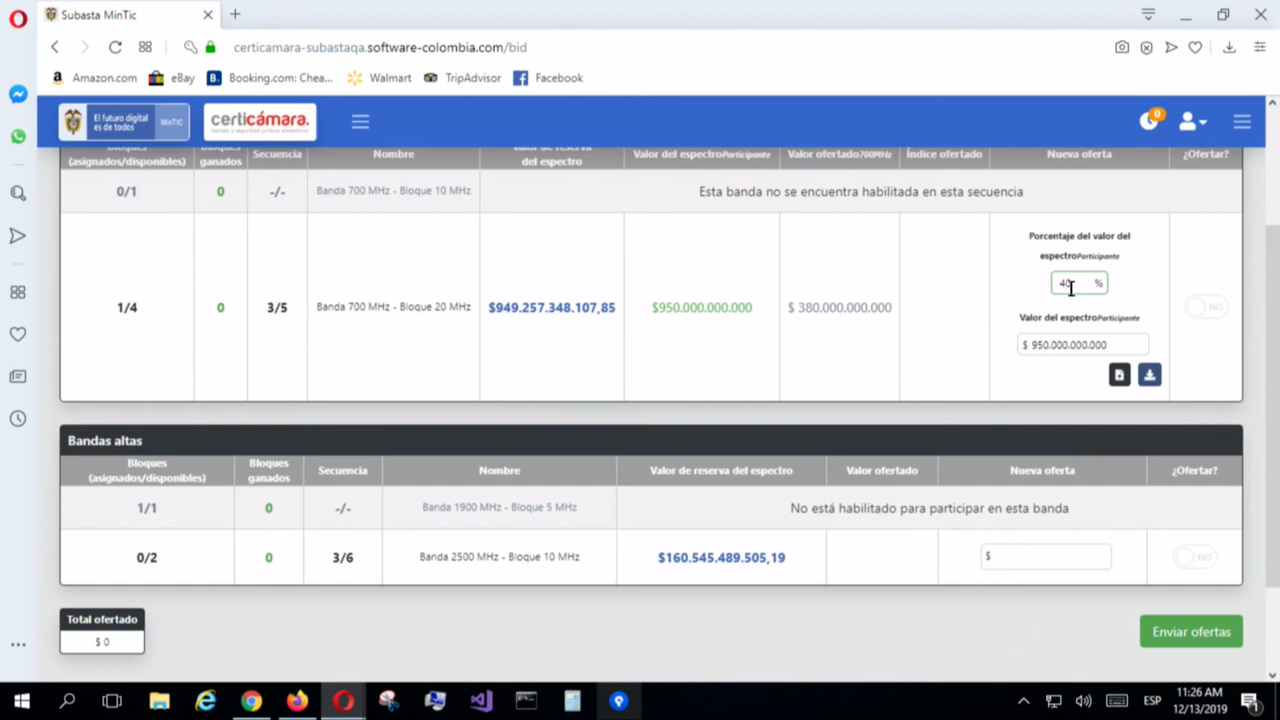 Subasta MinTic
certicamara-subastaqa.software-colombia.com/bid
Amazon.com
eBay
Booking.com: Chea...
Walmart
TripAdvisor
Facebook
El futuro digital
es de todos
MinTIC
certicámara.
0
Bloques
(asignados/disponibles)
Bloques
ganados
Secuencia
Nombre
Valor de reserva
del espectro
Valor del espectroParticipante
Valor ofertado700MHz
Índice ofertado
Nueva oferta
¿Ofertar?
0/1
0
-/-
Banda 700 MHz - Bloque 10 MHz
Esta banda no se encuentra habilitada en esta secuencia
1/4
0
3/5
Banda 700 MHz - Bloque 20 MHz
$949.257.348.107,85
$950.000.000.000
$ 380.000.000.000
Porcentaje del valor del
espectroParticipante
40 %
Valor del espectroParticipante
$ 950.000.000.000
NO
Bandas altas
Bloques
(asignados/disponibles)
Bloques
ganados
Secuencia
Nombre
Valor de reserva del espectro
Valor ofertado
Nueva oferta
¿Ofertar?
1/1
0
-/-
Banda 1900 MHz - Bloque 5 MHz
No está habilitado para participar en esta banda
0/2
0
3/6
Banda 2500 MHz - Bloque 10 MHz
$160.545.489.505,19
$
NO
Total ofertado
$ 0
Enviar ofertas
ESP
11:26 AM
12/13/2019
1